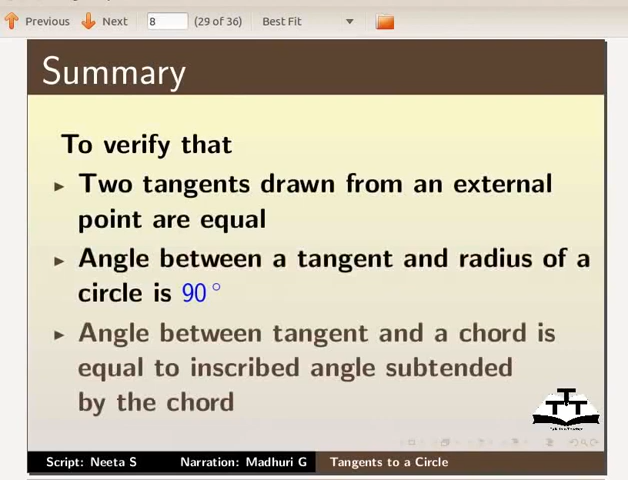 Previous Next 8 (29 of 36) Best Fit
Summary
To verify that
Two tangents drawn from an external
point are equal
Angle between a tangent and radius of a
circle is 90°
Angle between tangent and a chord is
equal to inscribed angle subtended
by the chord
Script: Neeta S Narration: Madhuri G Tangents to a Circle